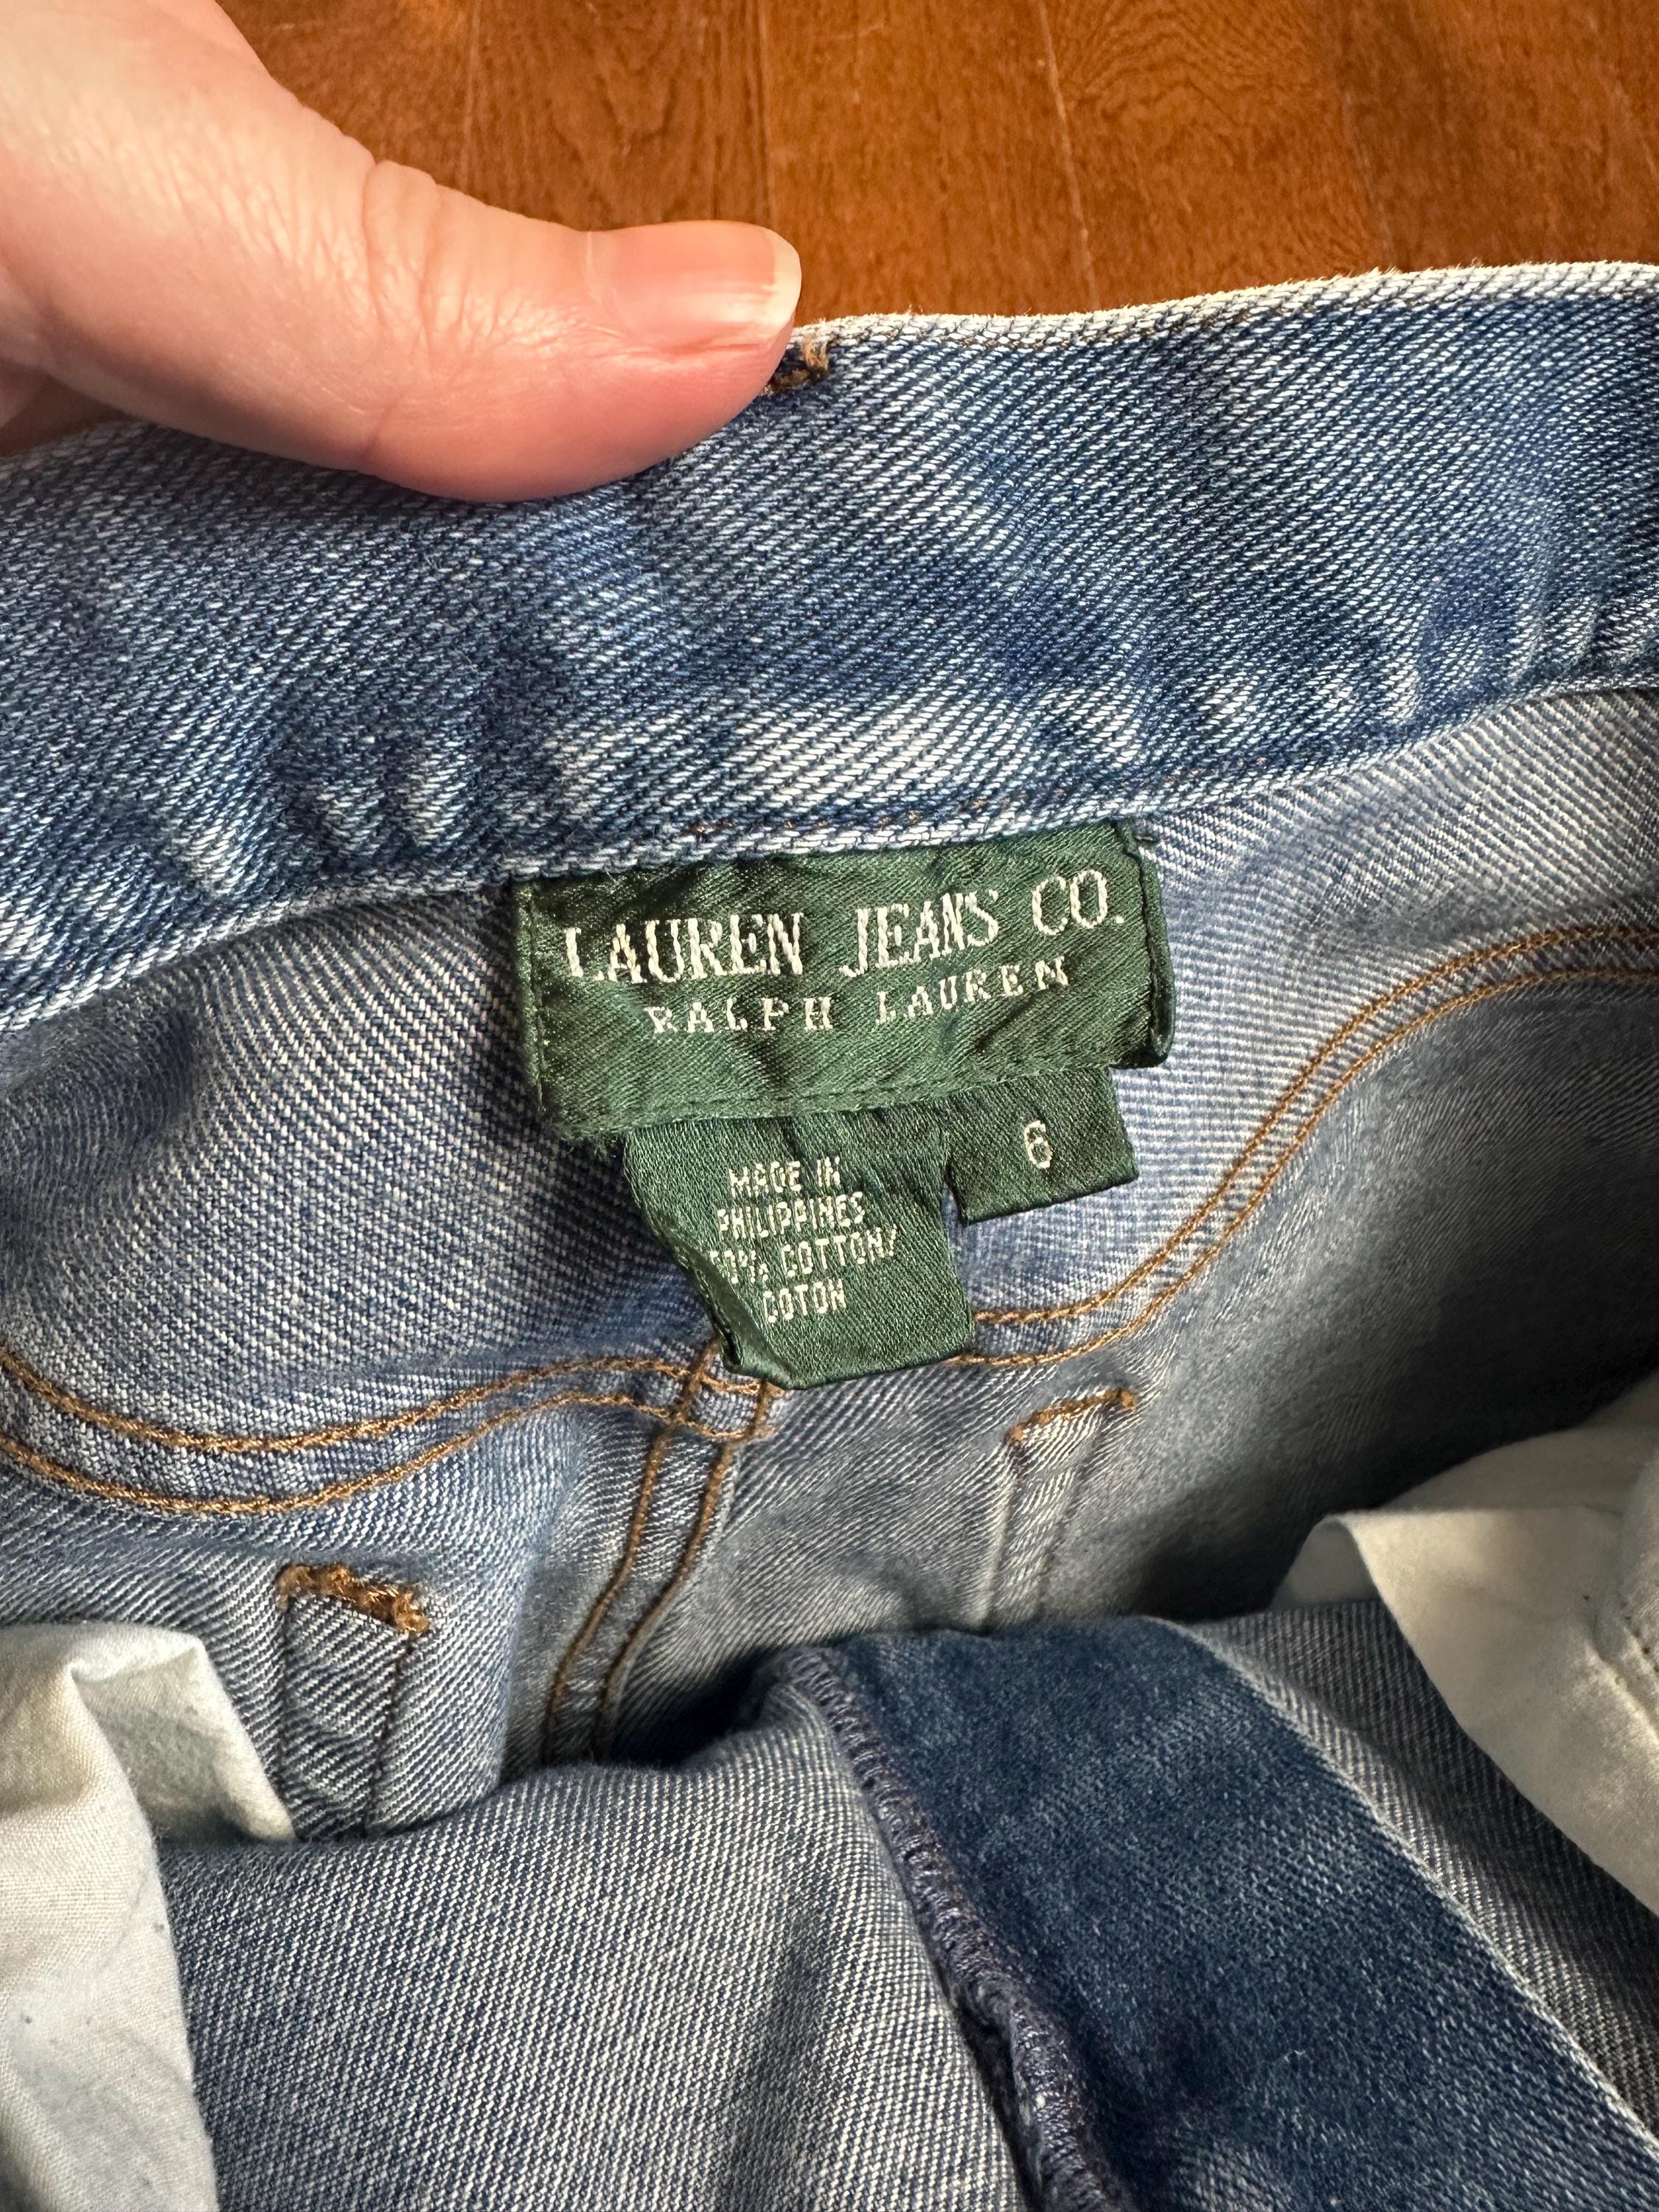 LAUREN JEANS CO.
RALPH LAUREN
6
MADE IN
PHILIPPINES
COTTON/
COTON